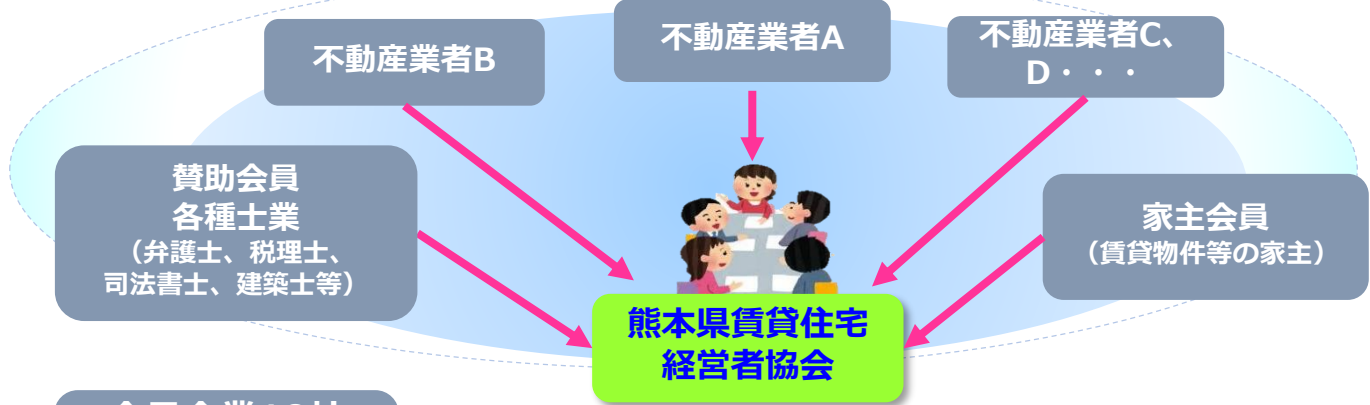 不動産業者B
不動産業者A
不動産業者C、
D・・・
賛助会員
各種士業
（弁護士、税理士、
司法書士、建築士等）
家主会員
（賃貸物件等の家主）
熊本県賃貸住宅
経営者協会